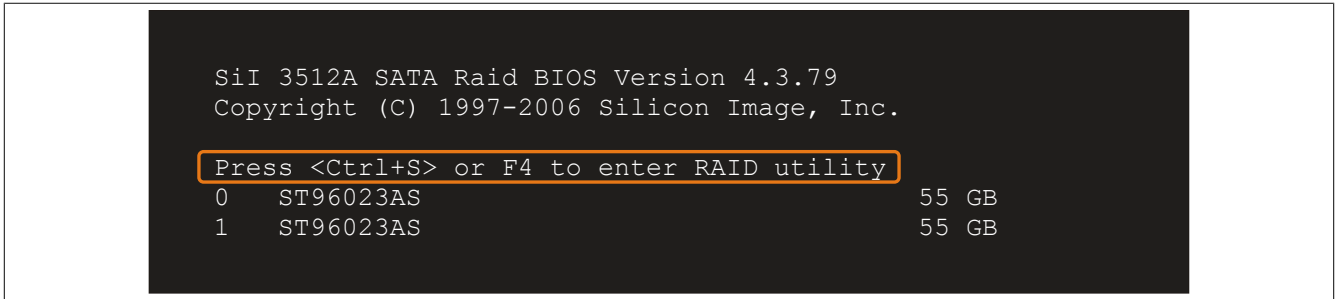 SiI 3512A SATA Raid BIOS Version 4.3.79
Copyright (C) 1997-2006 Silicon Image, Inc.
Press <Ctrl+S> or F4 to enter RAID utility
0 ST96023AS 55 GB
1 ST96023AS 55 GB